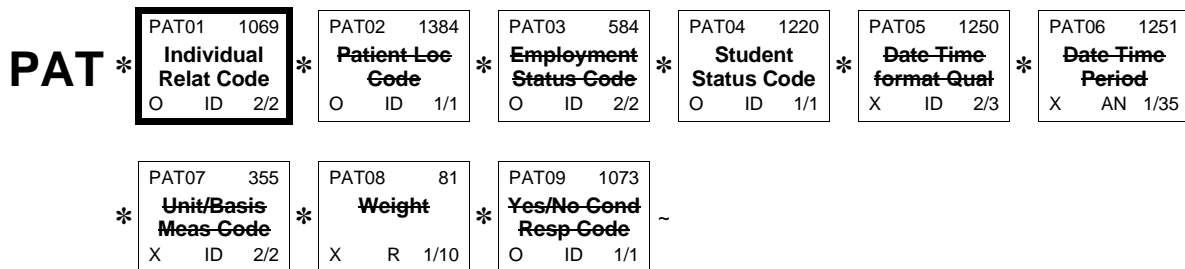 PAT * PAT01 1069 Individual Relat Code O ID 2/2 * PAT02 1384 Patient Loc Code O ID 1/1 * PAT03 584 Employment Status Code O ID 2/2 * PAT04 1220 Student Status Code O ID 1/1 * PAT05 1250 Date Time format Qual X ID 2/3 * PAT06 1251 Date Time Period X AN 1/35
* PAT07 355 Unit/Basis Meas Code X ID 2/2 * PAT08 81 Weight X R 1/10 * PAT09 1073 Yes/No Cond Resp Code O ID 1/1 ~